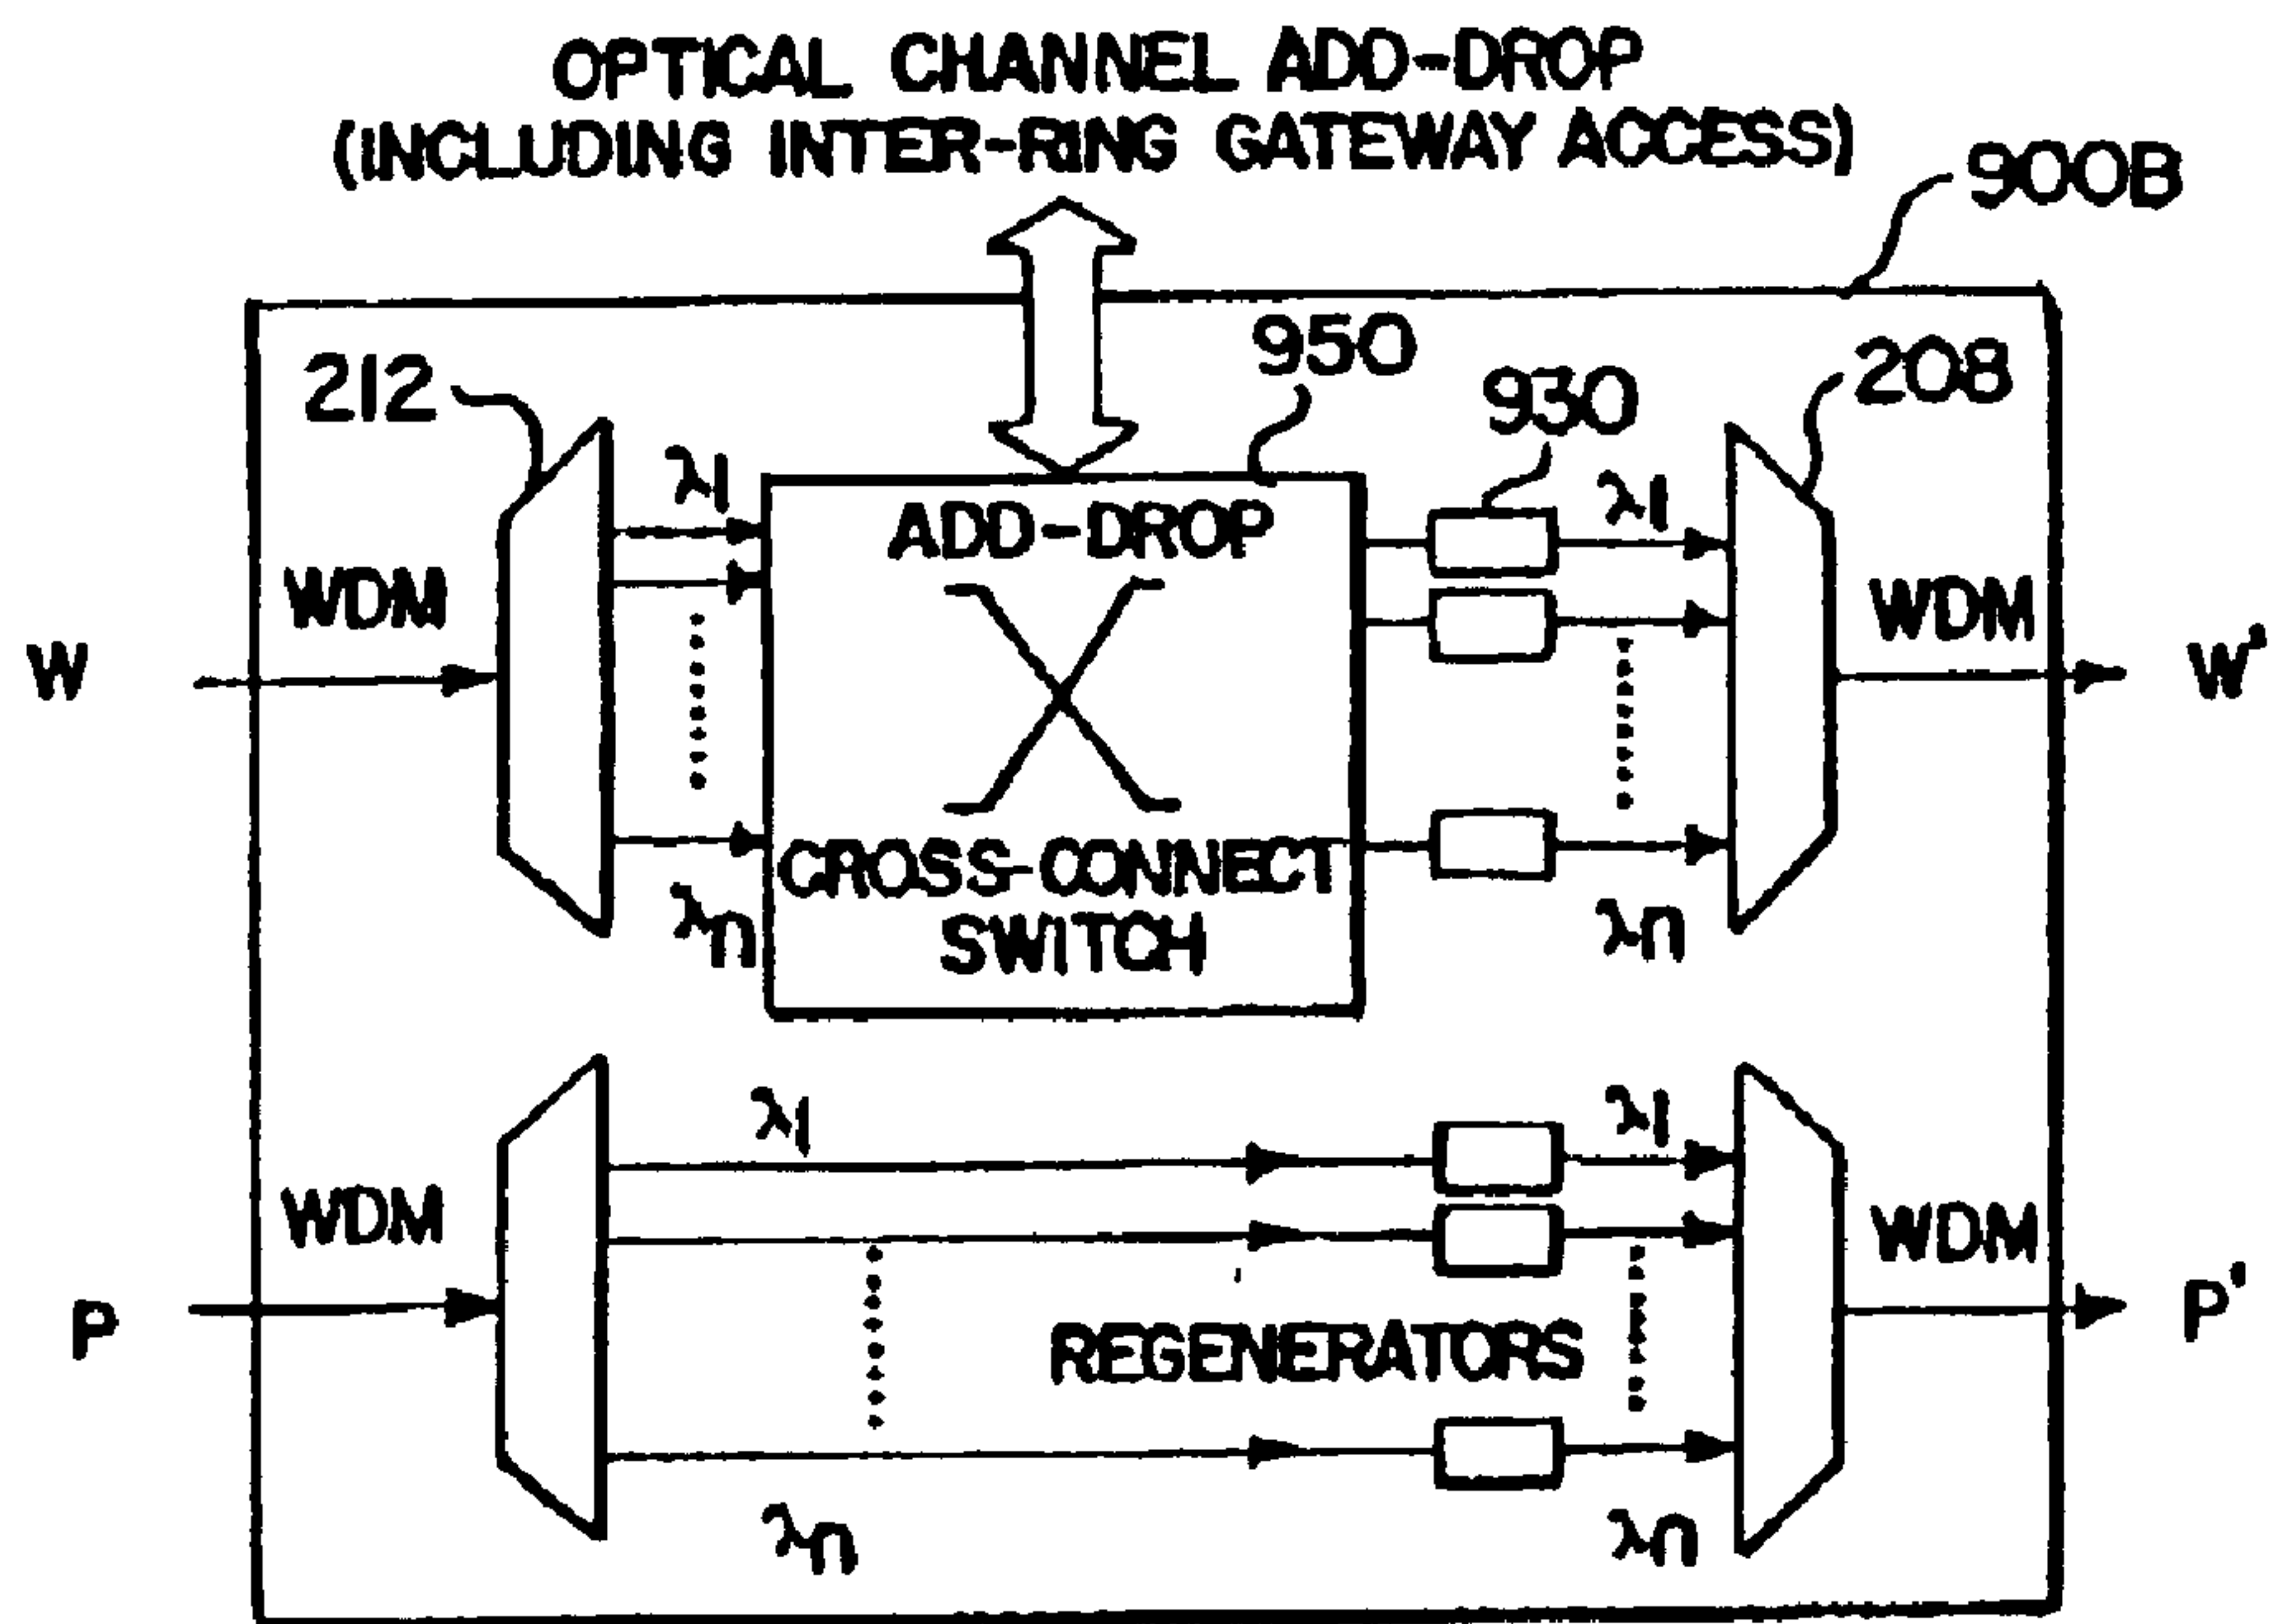 OPTICAL CHANNEL ADD-DROP
(INCLUDING INTER-RING GATEWAY ACCESS)
900B
950
212
930
208
λ1
λ1
ADD-DROP
WDM
WDM
W
W'
CROSS-CONNECT
SWITCH
λn
λn
λ1
λ1
WDM
WDM
P
P'
REGENERATORS
λn
λn